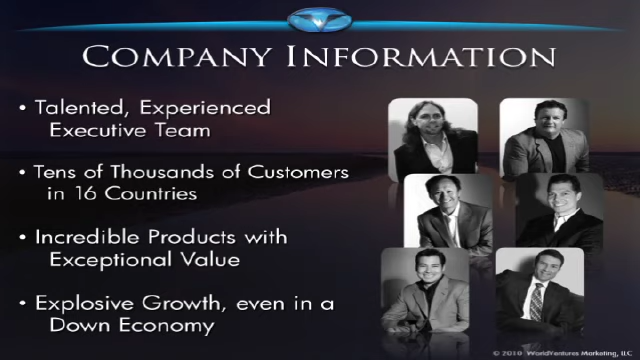 COMPANY INFORMATION
• Talented, Experienced
Executive Team
• Tens of Thousands of Customers
in 16 Countries
• Incredible Products with
Exceptional Value
• Explosive Growth, even in a
Down Economy
© 2010 WorldVentures Marketing, LLC